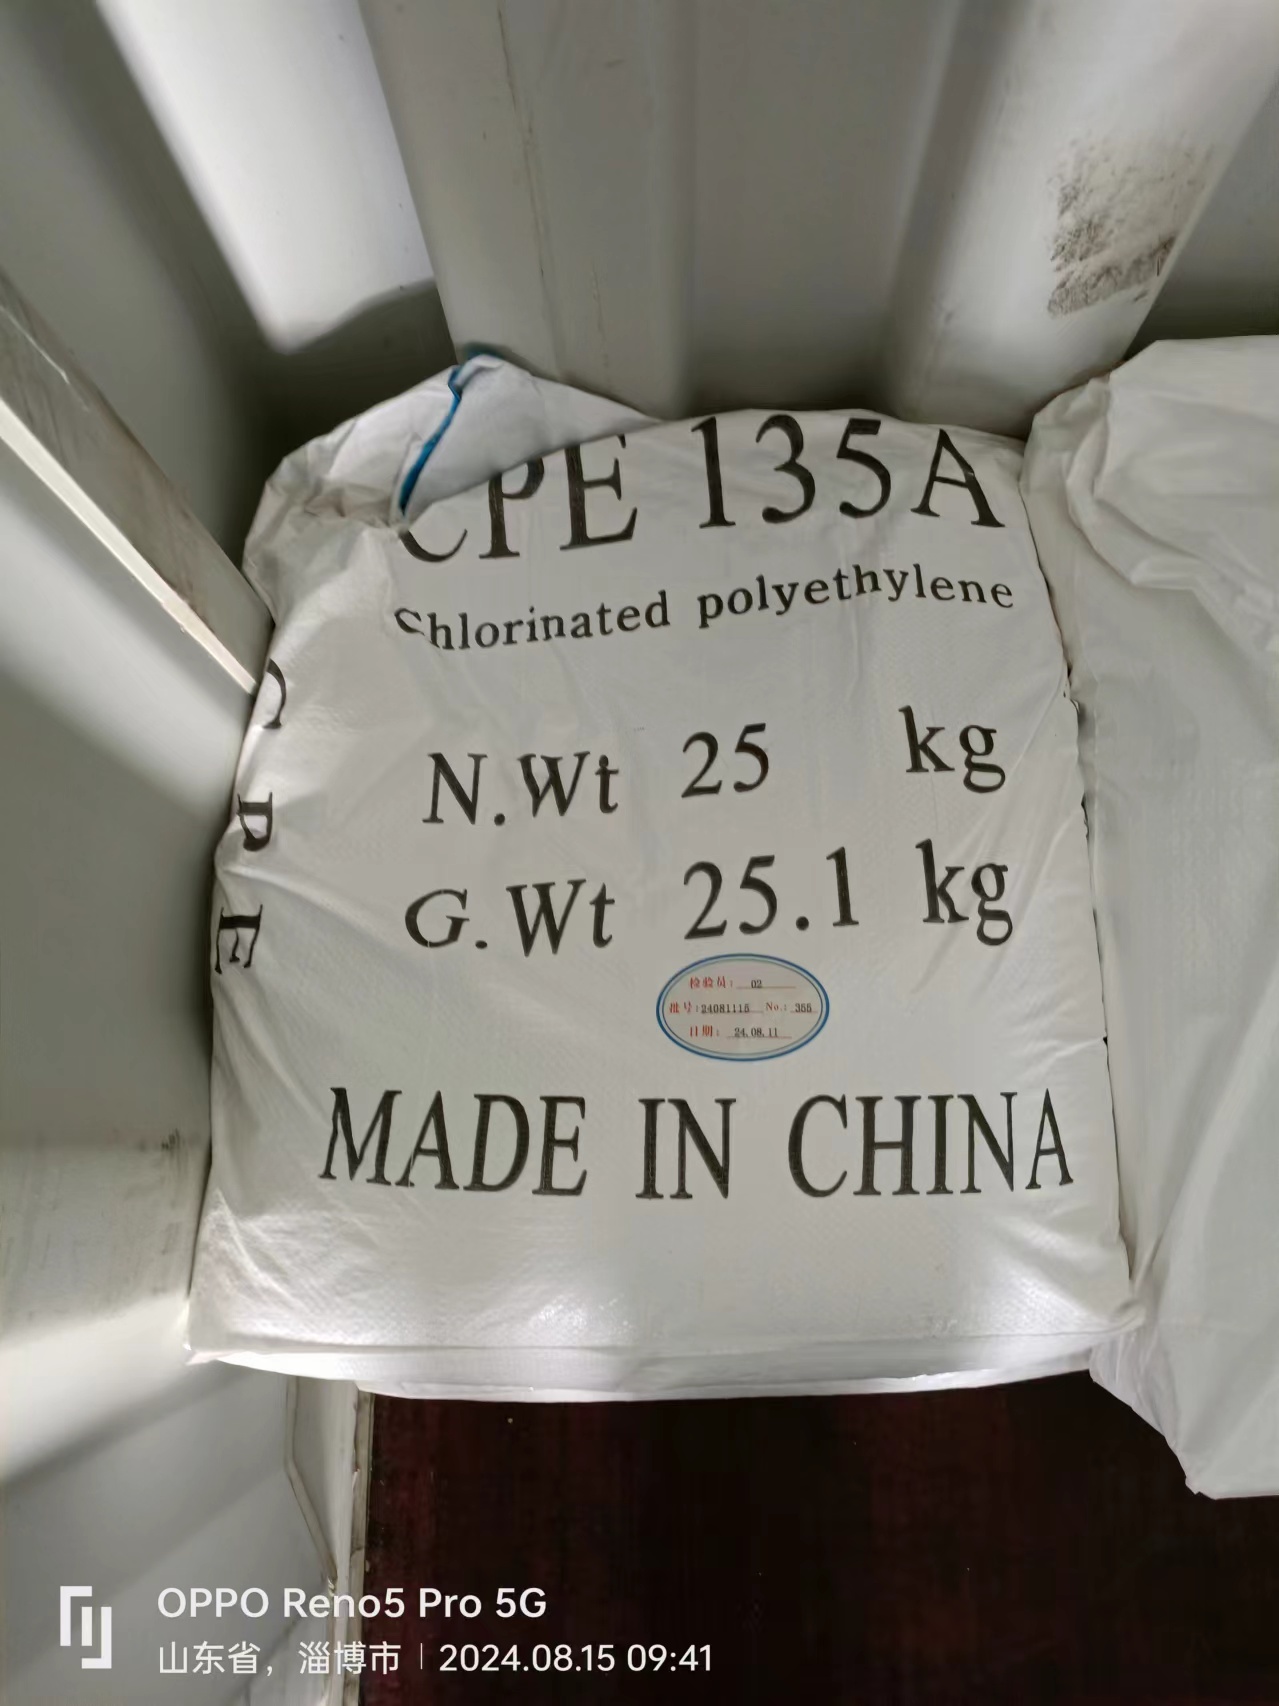 CPE 135A
Chlorinated polyethylene
CPE
N.Wt 25 kg
G.Wt 25.1 kg
检验员: 02
批号: 24081115 No.: 355
日期: 24.08.11
MADE IN CHINA
OPPO Reno5 Pro 5G
山东省，淄博市 | 2024.08.15 09:41